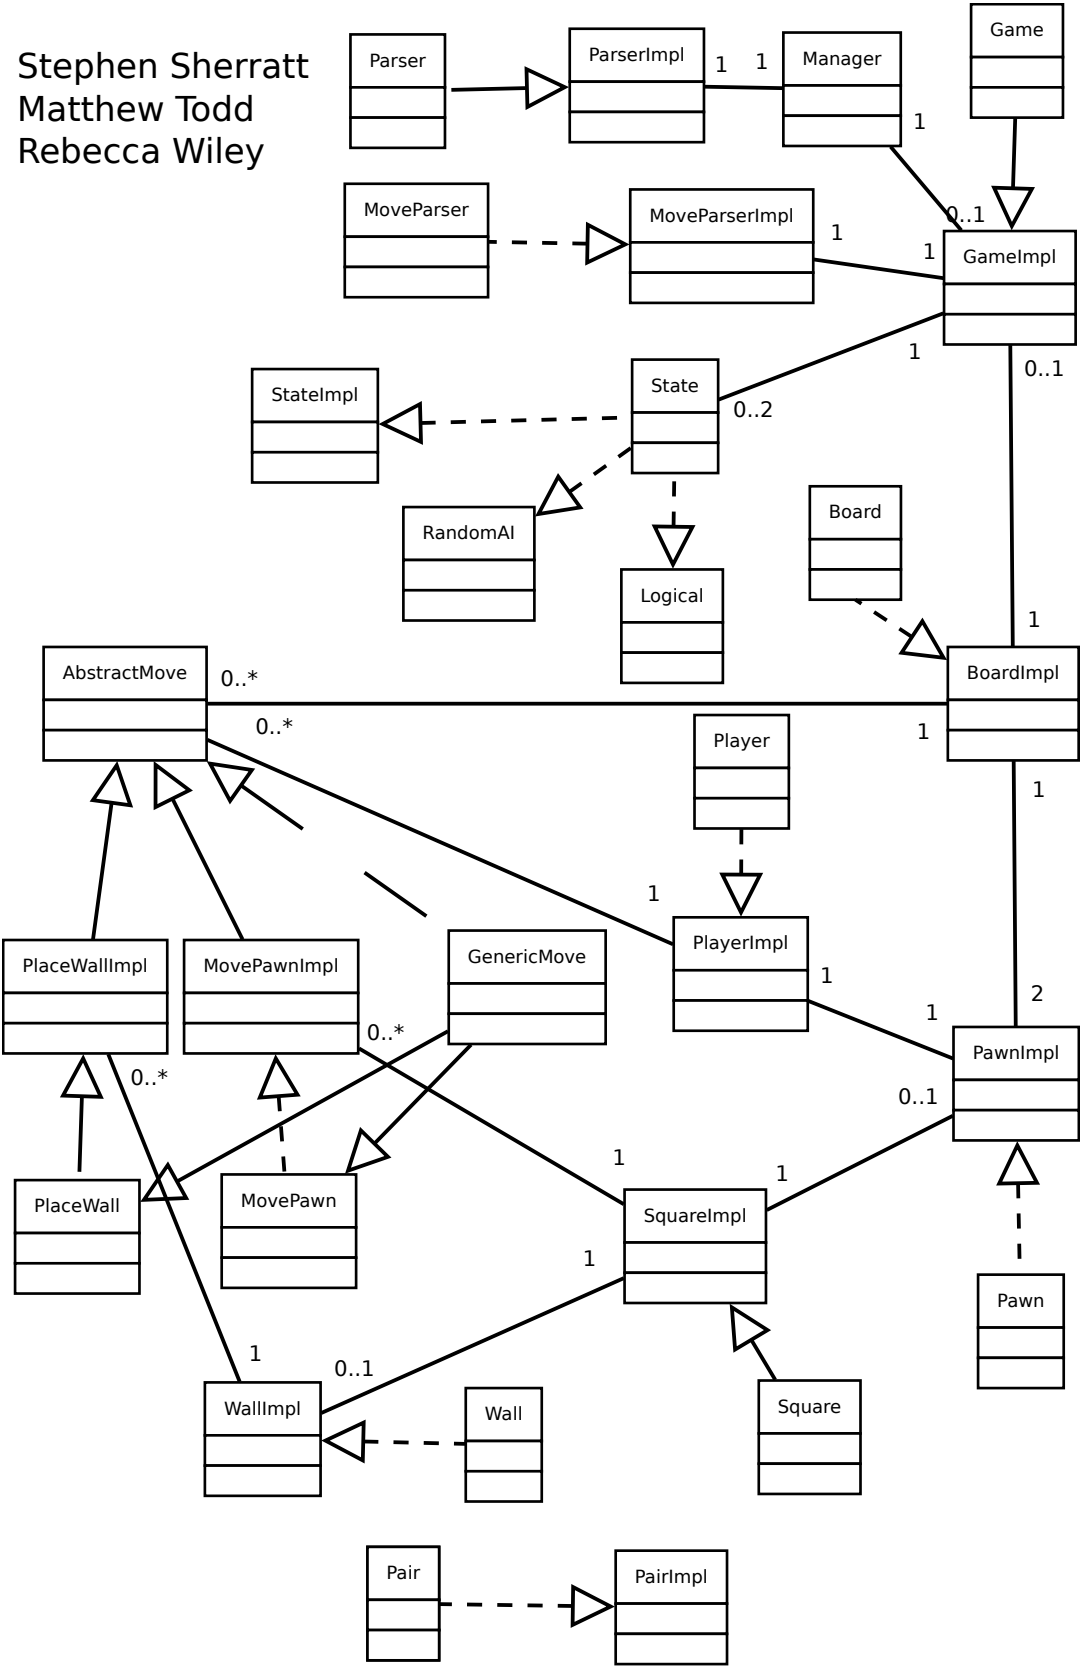 Stephen Sherratt
Matthew Todd
Rebecca Wiley
Parser
ParserImpl
1
1
Manager
Game
1
MoveParser
MoveParserImpl
1
0..1
1
GameImpl
StateImpl
State
1
0..2
0..1
RandomAI
Logical
Board
1
AbstractMove
0..*
0..*
BoardImpl
1
Player
1
1
PlayerImpl
1
1
2
PlaceWallImpl
MovePawnImpl
GenericMove
0..*
0..*
PawnImpl
0..1
1
1
PlaceWall
MovePawn
SquareImpl
1
Pawn
1
0..1
WallImpl
Wall
Square
Pair
PairImpl